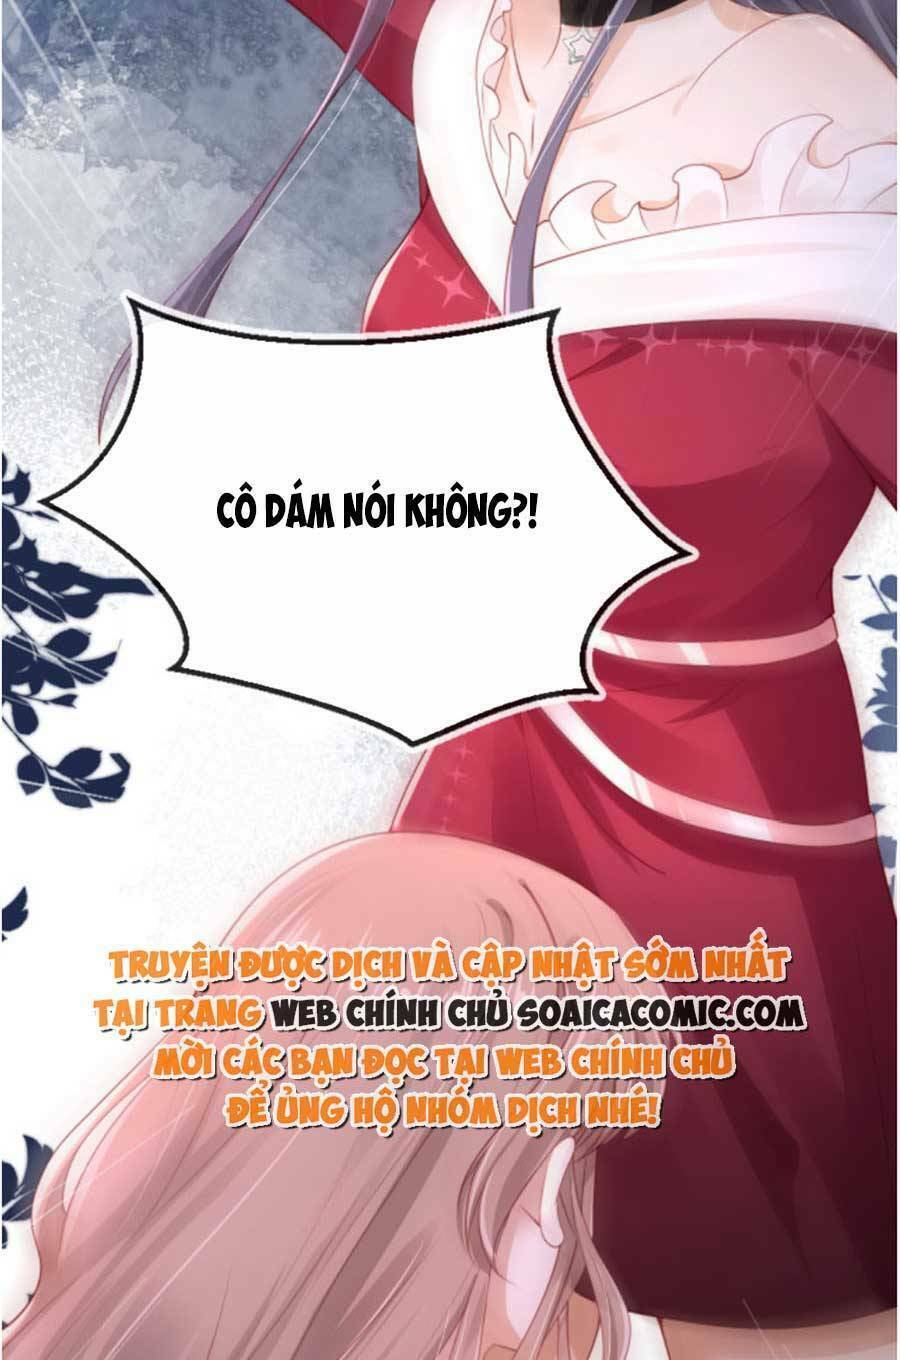 CÔ DÁM NÓI KHÔNG?!
TRUYỆN ĐƯỢC DỊCH VÀ CẬP NHẬT SỚM NHẤT
TẠI TRANG WEB CHÍNH CHỦ SOAICACOMIC.COM
MỜI CÁC BẠN ĐỌC TẠI WEB CHÍNH CHỦ
ĐỂ ỦNG HỘ NHÓM DỊCH NHÉ!